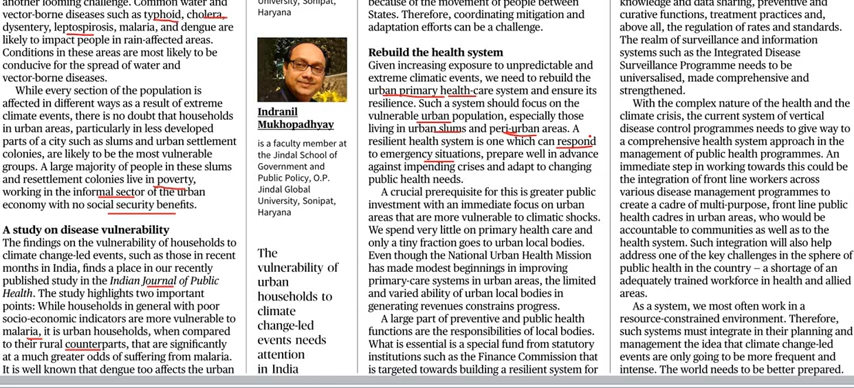 another looming challenge. Common water and
vector-borne diseases such as typhoid, cholera,
dysentery, leptospirosis, malaria, and dengue are
likely to impact people in rain-affected areas.
Conditions in these areas are most likely to be
conducive for the spread of water and
vector-borne diseases.
While every section of the population is
affected in different ways as a result of extreme
climate events, there is no doubt that households
in urban areas, particularly in less developed
parts of a city such as slums and urban settlement
colonies, are likely to be the most vulnerable
groups. A large majority of people in these slums
and resettlement colonies live in poverty,
working in the informal sector of the urban
economy with no social security benefits.
A study on disease vulnerability
The findings on the vulnerability of households to
climate change-led events, such as those in recent
months in India, finds a place in our recently
published study in the Indian Journal of Public
Health. The study highlights two important
points: While households in general with poor
socio-economic indicators are more vulnerable to
malaria, it is urban households, when compared
to their rural counterparts, that are significantly
at a much greater odds of suffering from malaria.
It is well known that dengue too affects the urban
University, Sonipat,
Haryana
Indranil
Mukhopadhyay
is a faculty member at
the Jindal School of
Government and
Public Policy, O.P.
Jindal Global
University, Sonipat,
Haryana
The
vulnerability of
urban
households to
climate
change-led
events needs
attention
in India
because of the movement of people between
States. Therefore, coordinating mitigation and
adaptation efforts can be a challenge.
Rebuild the health system
Given increasing exposure to unpredictable and
extreme climatic events, we need to rebuild the
urban primary health-care system and ensure its
resilience. Such a system should focus on the
vulnerable urban population, especially those
living in urban slums and peri-urban areas. A
resilient health system is one which can respond
to emergency situations, prepare well in advance
against impending crises and adapt to changing
public health needs.
A crucial prerequisite for this is greater public
investment with an immediate focus on urban
areas that are more vulnerable to climatic shocks.
We spend very little on primary health care and
only a tiny fraction goes to urban local bodies.
Even though the National Urban Health Mission
has made modest beginnings in improving
primary-care systems in urban areas, the limited
and varied ability of urban local bodies in
generating revenues constrains progress.
A large part of preventive and public health
functions are the responsibilities of local bodies.
What is essential is a special fund from statutory
institutions such as the Finance Commission that
is targeted towards building a resilient system for
knowledge and data sharing, preventive and
curative functions, treatment practices and,
above all, the regulation of rates and standards.
The realm of surveillance and information
systems such as the Integrated Disease
Surveillance Programme needs to be
universalised, made comprehensive and
strengthened.
With the complex nature of the health and the
climate crisis, the current system of vertical
disease control programmes needs to give way to
a comprehensive health system approach in the
management of public health programmes. An
immediate step in working towards this could be
the integration of front line workers across
various disease management programmes to
create a cadre of multi-purpose, front line public
health cadres in urban areas, who would be
accountable to communities as well as to the
health system. Such integration will also help
address one of the key challenges in the sphere of
public health in the country – a shortage of an
adequately trained workforce in health and allied
areas.
As a system, we most often work in a
resource-constrained environment. Therefore,
such systems must integrate in their planning and
management the idea that climate change-led
events are only going to be more frequent and
intense. The world needs to be better prepared.